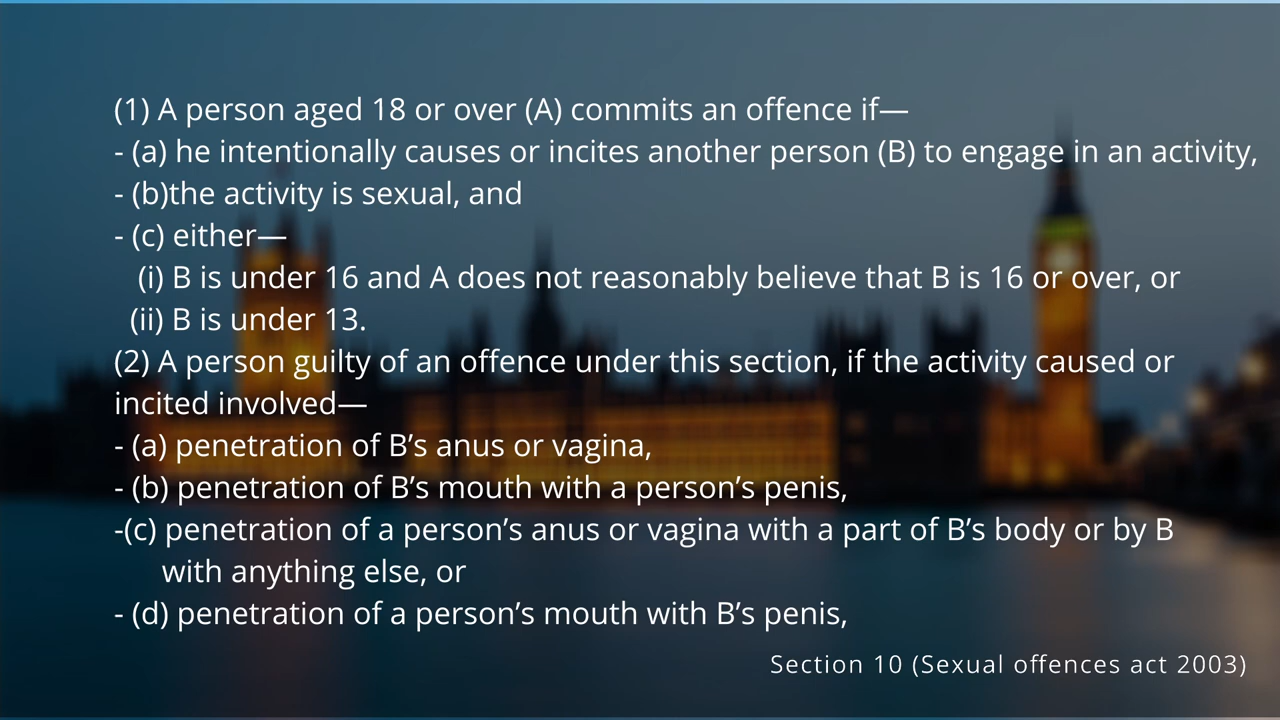 (1) A person aged 18 or over (A) commits an offence if—
- (a) he intentionally causes or incites another person (B) to engage in an activity,
- (b)the activity is sexual, and
- (c) either—
(i) B is under 16 and A does not reasonably believe that B is 16 or over, or
(ii) B is under 13.
(2) A person guilty of an offence under this section, if the activity caused or
incited involved—
- (a) penetration of B’s anus or vagina,
- (b) penetration of B’s mouth with a person’s penis,
-(c) penetration of a person’s anus or vagina with a part of B’s body or by B
with anything else, or
- (d) penetration of a person’s mouth with B’s penis,
Section 10 (Sexual offences act 2003)